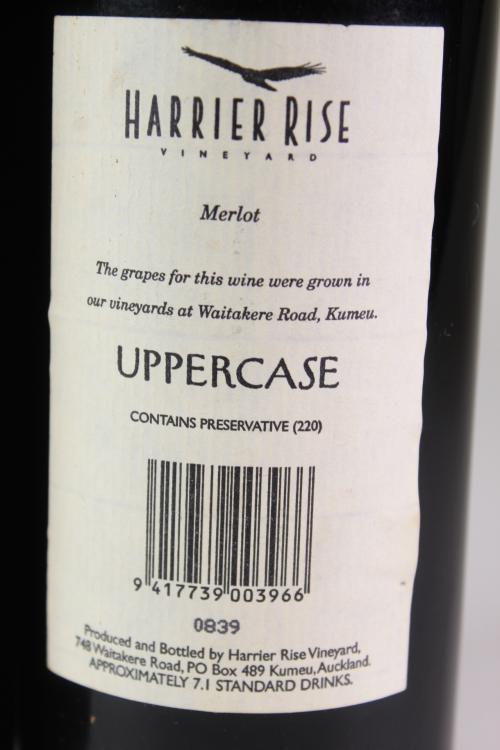 HARRIER RISE
VINEYARD
Merlot
The grapes for this wine were grown in
our vineyards at Waitakere Road, Kumeu.
UPPERCASE
CONTAINS PRESERVATIVE (220)
9 417739 003966
0839
Produced and Bottled by Harrier Rise Vineyard,
748 Waitakere Road, PO Box 489 Kumeu, Auckland.
APPROXIMATELY 7.1 STANDARD DRINKS.